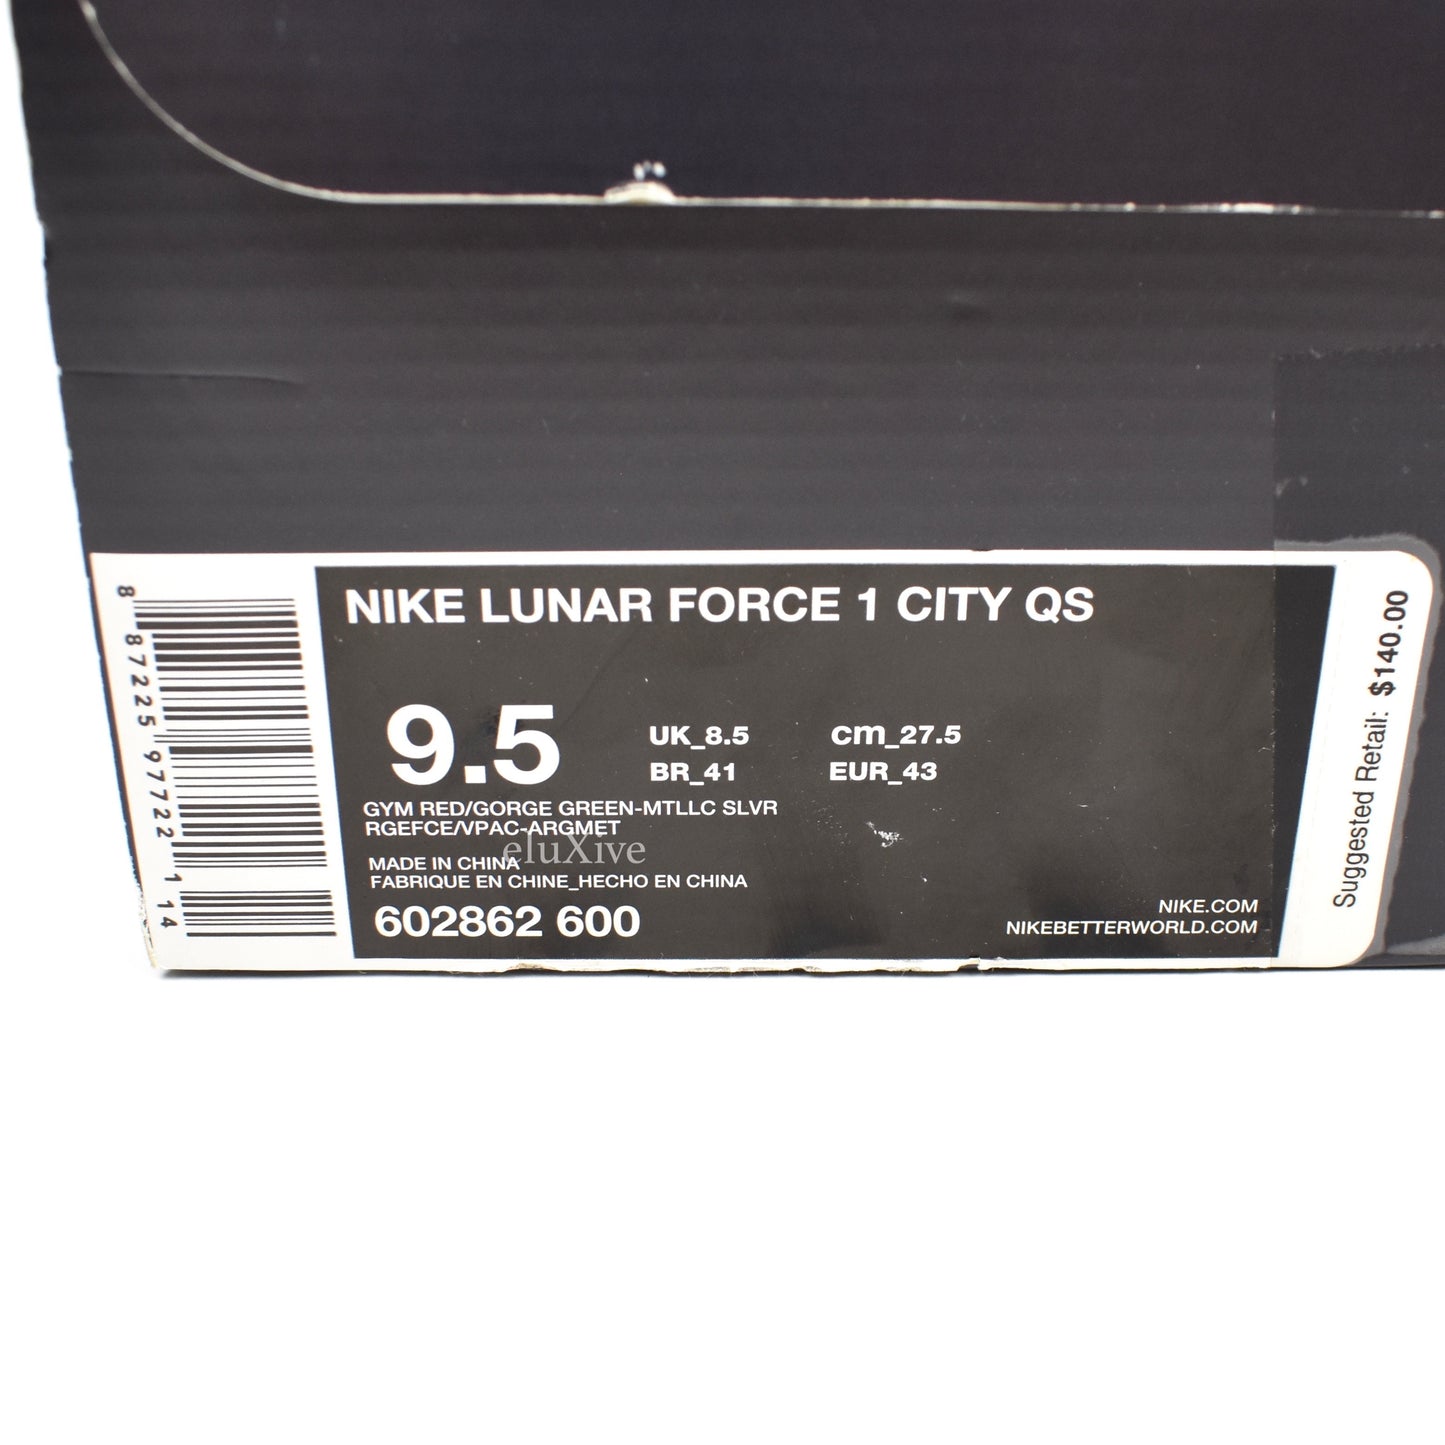 NIKE LUNAR FORCE 1 CITY QS
9.5
UK_8.5 cm_27.5
BR_41 EUR_43
GYM RED/GORGE GREEN-MTLLC SLVR
RGEFCE/VPAC-ARGMET
eluXive
MADE IN CHINA
FABRIQUE EN CHINE_HECHO EN CHINA
602862 600
NIKE.COM
NIKEBETTERWORLD.COM
8 87225 97722 1 14
Suggested Retail: $140.00